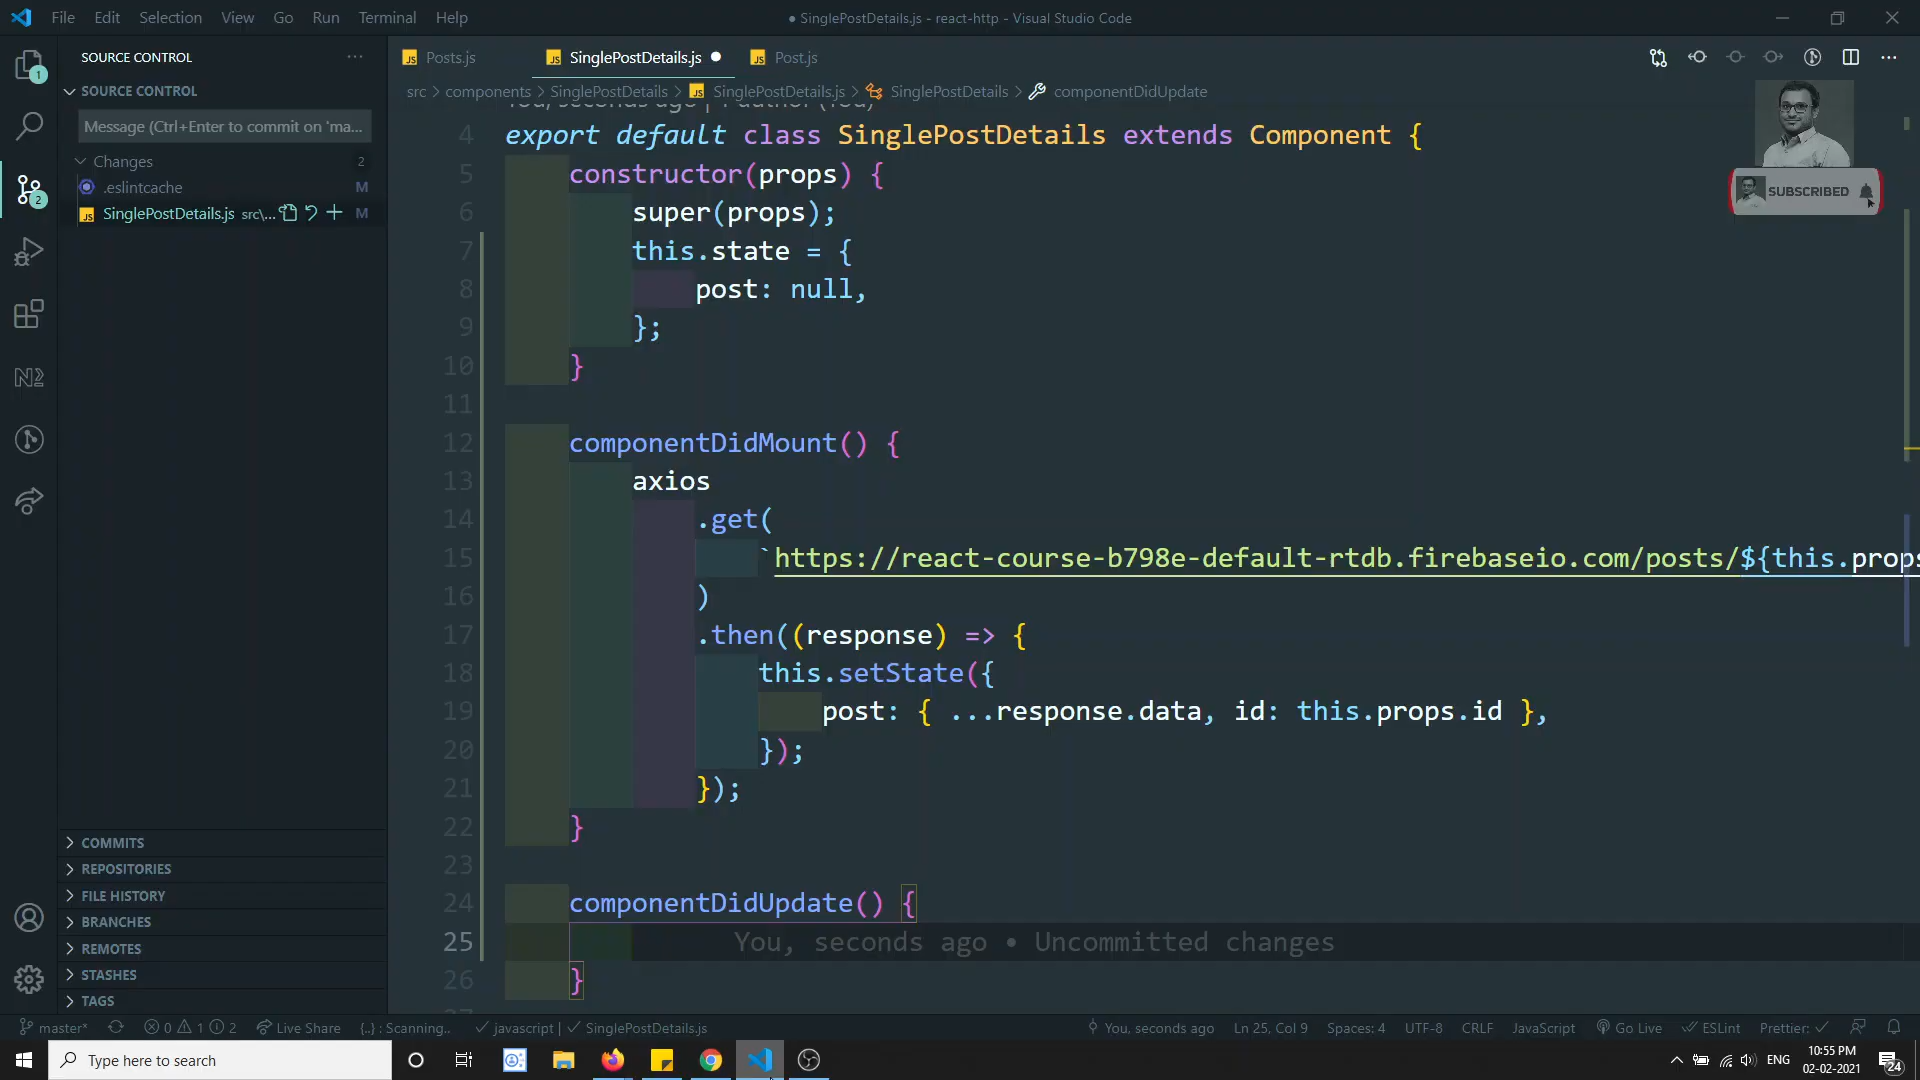 File Edit Selection View Go Run Terminal Help
● SinglePostDetails.js - react-http - Visual Studio Code
SOURCE CONTROL
SOURCE CONTROL
Message (Ctrl+Enter to commit on 'ma...
Changes 2
.eslintcache M
SinglePostDetails.js src\... M
COMMITS
REPOSITORIES
FILE HISTORY
BRANCHES
REMOTES
STASHES
TAGS
1
2
Posts.js SinglePostDetails.js Post.js
src > components > SinglePostDetails > SinglePostDetails.js > SinglePostDetails > componentDidUpdate
SUBSCRIBED
4 export default class SinglePostDetails extends Component {
5 constructor(props) {
6 super(props);
7 this.state = {
8 post: null,
9 };
10 }
11
12 componentDidMount() {
13 axios
14 .get(
15 `https://react-course-b798e-default-rtdb.firebaseio.com/posts/${this.props
16 )
17 .then((response) => {
18 this.setState({
19 post: { ...response.data, id: this.props.id },
20 });
21 });
22 }
23
24 componentDidUpdate() {
25 You, seconds ago • Uncommitted changes
26 }
master* 0 1 2 Live Share {..} : Scanning.. ✓ javascript | ✓ SinglePostDetails.js You, seconds ago Ln 25, Col 9 Spaces: 4 UTF-8 CRLF JavaScript Go Live ESLint Prettier: ✓
Type here to search
ENG
10:55 PM
02-02-2021
24